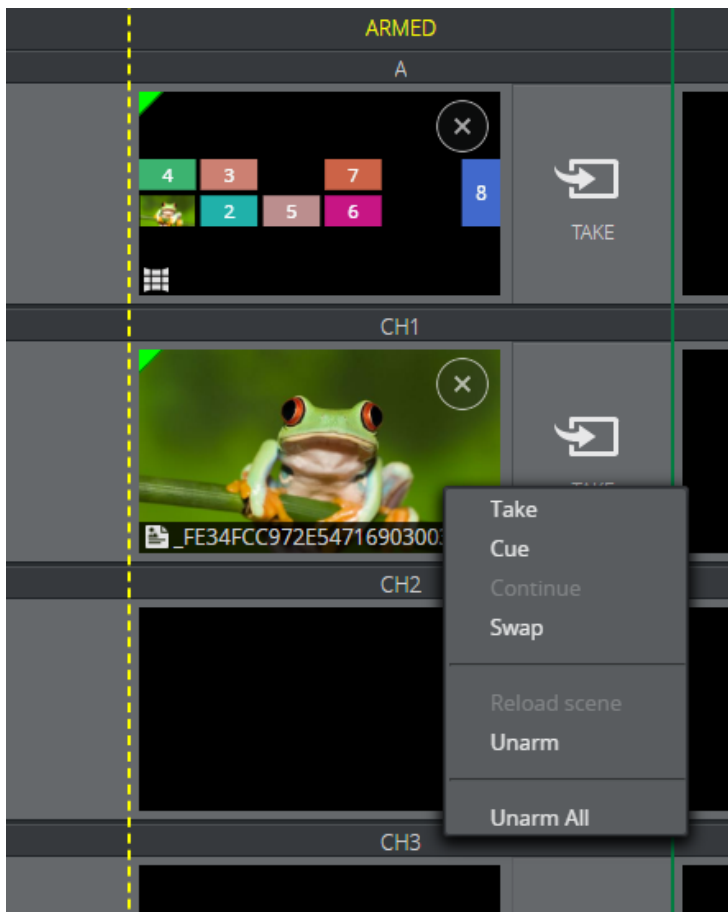 ARMED
A
4 3 7 8
2 5 6
TAKE
CH1
_FE34FCC972E5471690300
Take
Cue
Continue
Swap
CH2
Reload scene
Unarm
Unarm All
CH3